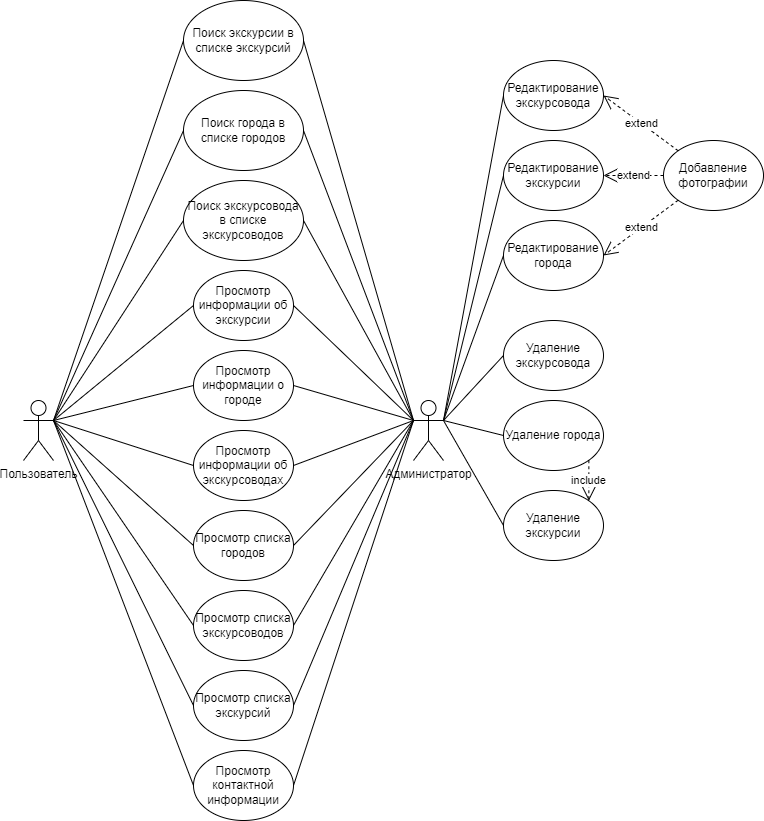 Поиск экскурсии в
списке экскурсий
Поиск города в
списке городов
Поиск экскурсовода
в списке
экскурсоводов
Просмотр
информации об
экскурсии
Просмотр
информации о
городе
Просмотр
информации об
экскурсоводах
Просмотр списка
городов
Просмотр списка
экскурсоводов
Просмотр списка
экскурсий
Просмотр
контактной
информации
Пользователь
Администратор
Редактирование
экскурсовода
Редактирование
экскурсии
Редактирование
города
extend
extend
extend
Добавление
фотографии
Удаление
экскурсовода
Удаление города
include
Удаление
экскурсии